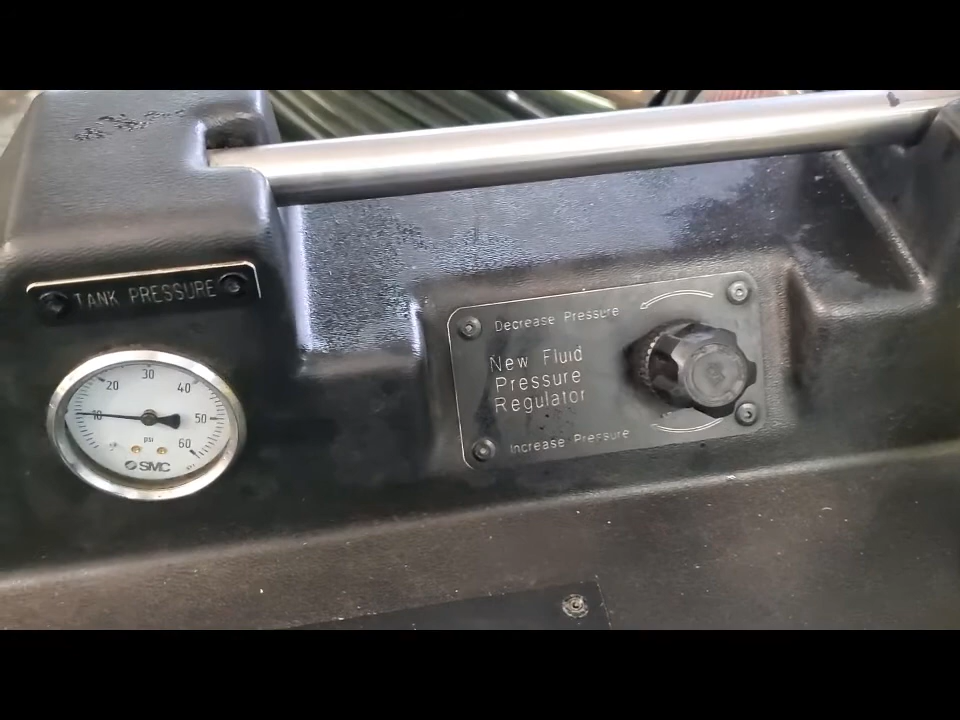 TANK PRESSURE
10
20
30
40
50
60
psi
SMC
Decrease Pressure
New Fluid
Pressure
Regulator
Increase Pressure